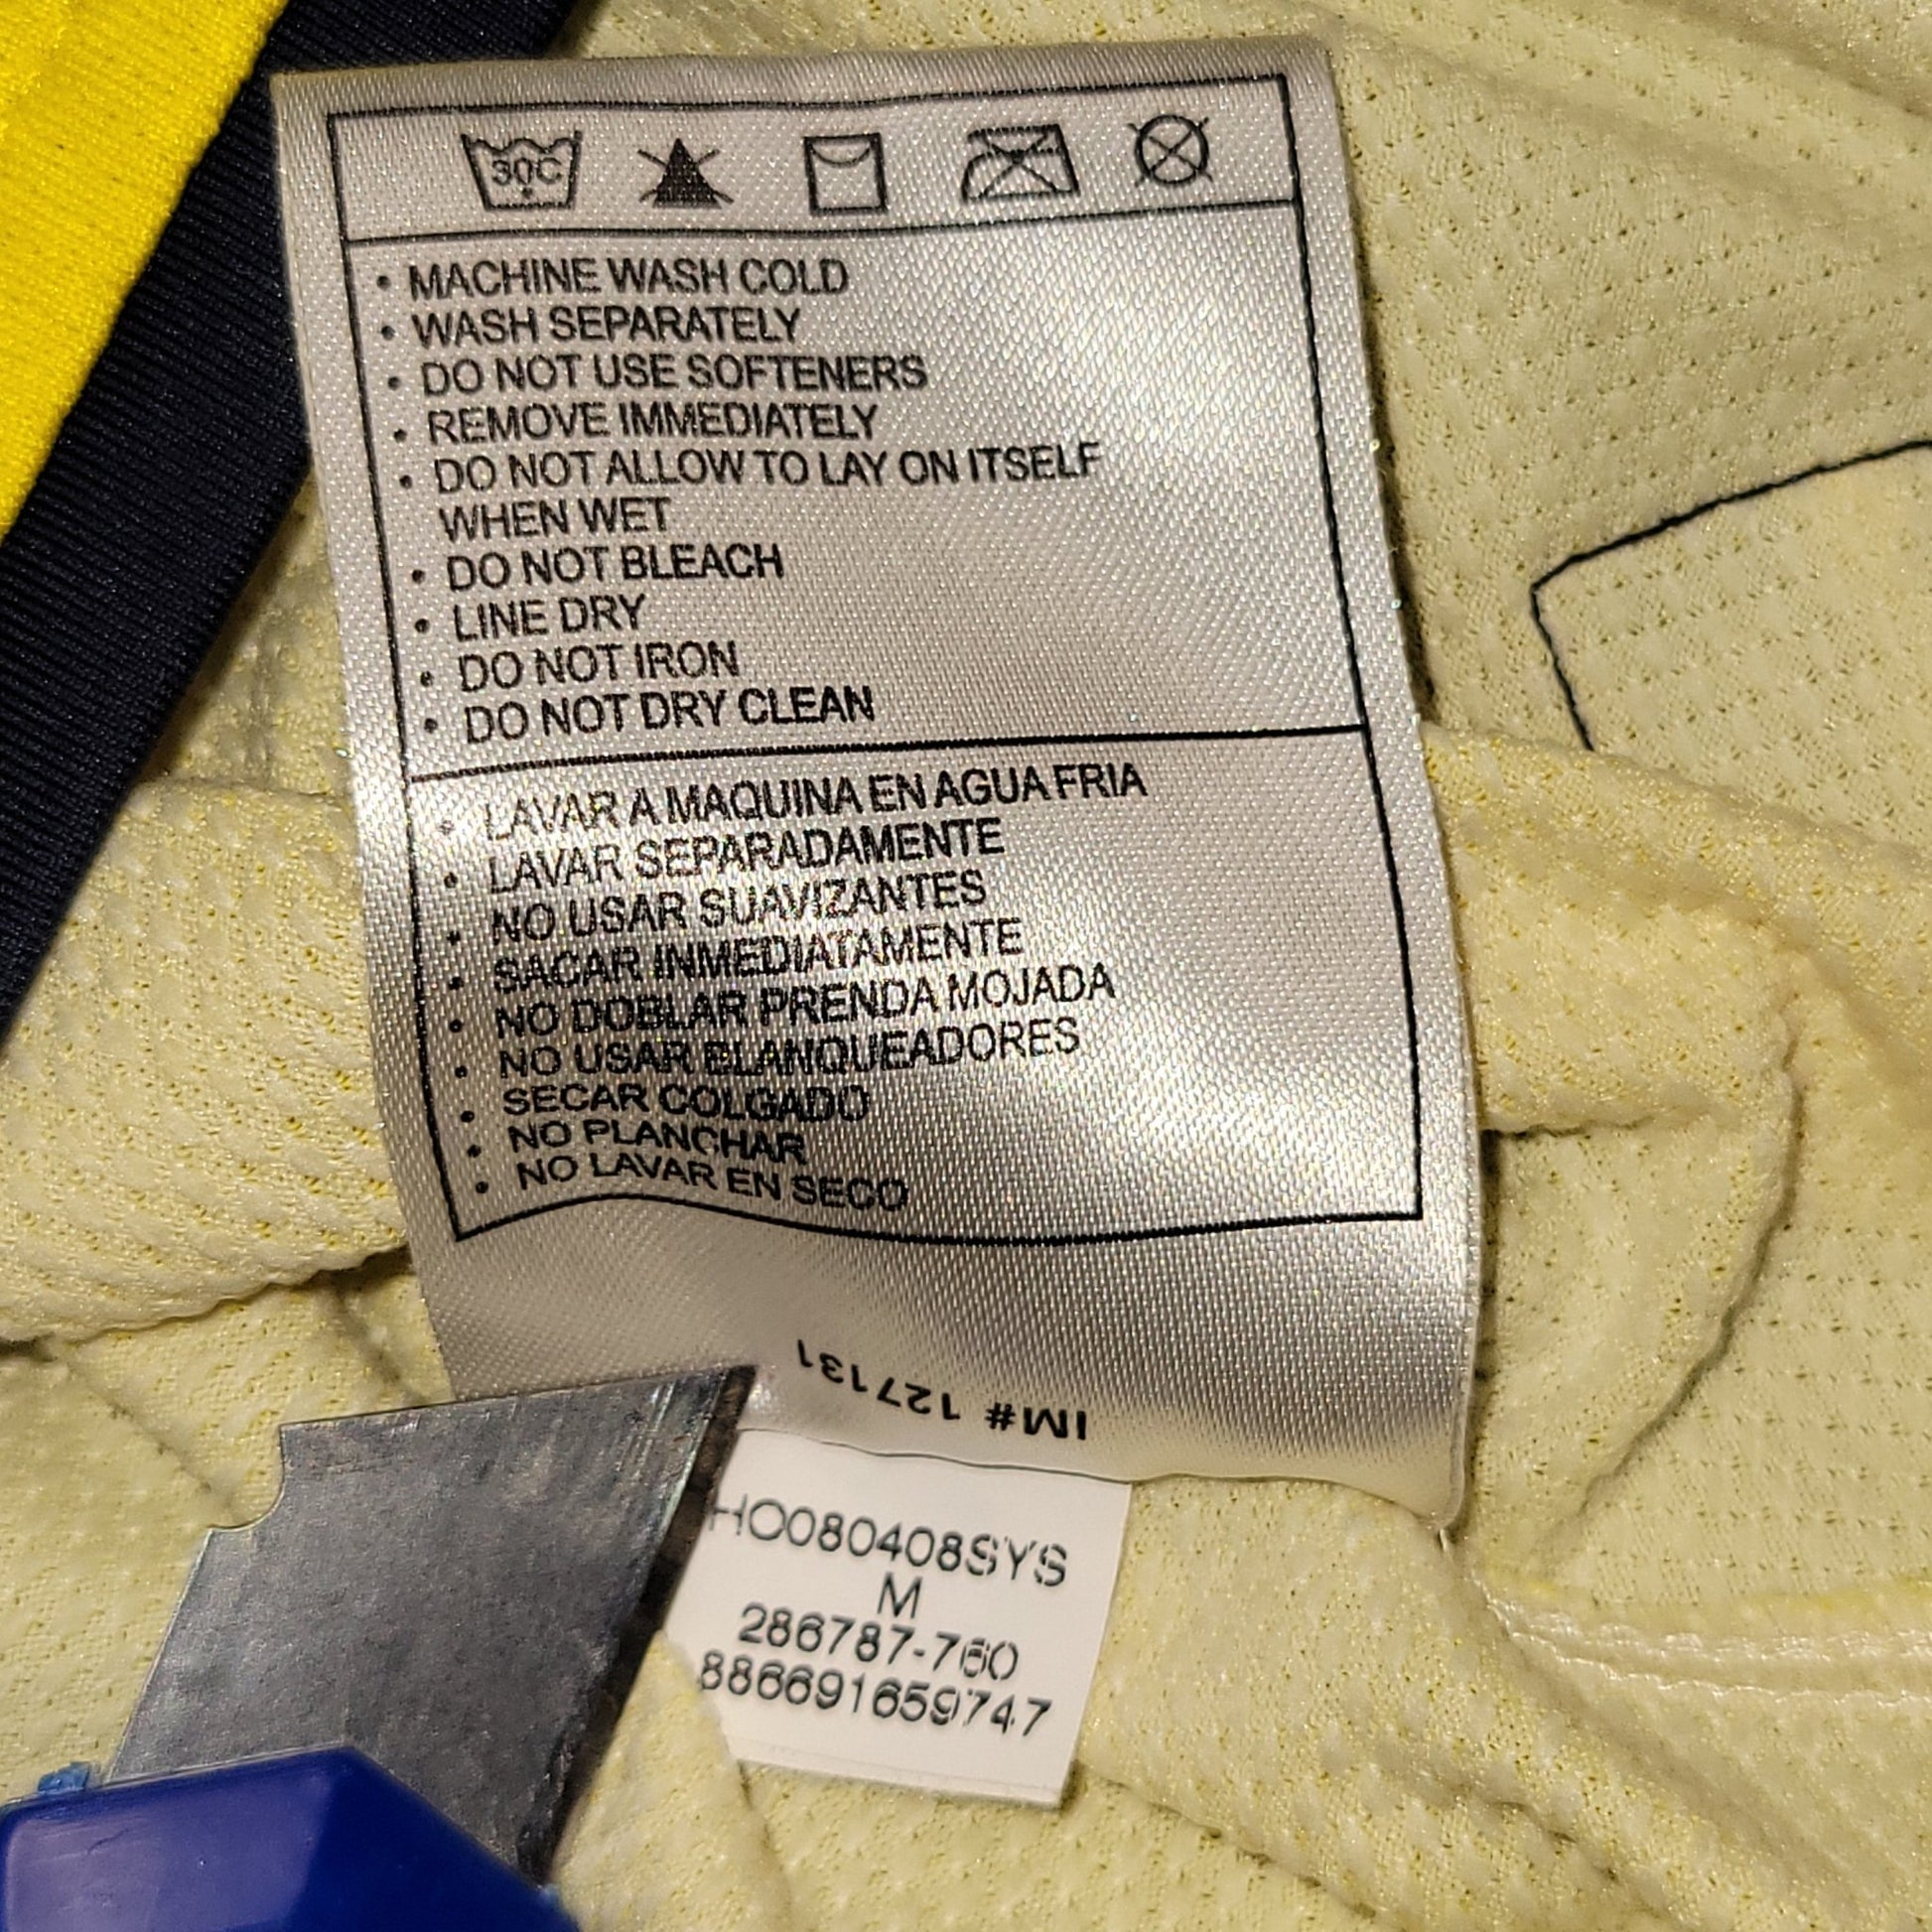 30C
• MACHINE WASH COLD
• WASH SEPARATELY
• DO NOT USE SOFTENERS
• REMOVE IMMEDIATELY
• DO NOT ALLOW TO LAY ON ITSELF
WHEN WET
• DO NOT BLEACH
• LINE DRY
• DO NOT IRON
• DO NOT DRY CLEAN
• LAVAR A MAQUINA EN AGUA FRIA
• LAVAR SEPARADAMENTE
• NO USAR SUAVIZANTES
• SACAR INMEDIATAMENTE
• NO DOBLAR PRENDA MOJADA
• NO USAR BLANQUEADORES
• SECAR COLGADO
• NO PLANCHAR
• NO LAVAR EN SECO
IM# 127131
HO080408SYS
M
286787-760
886691659747